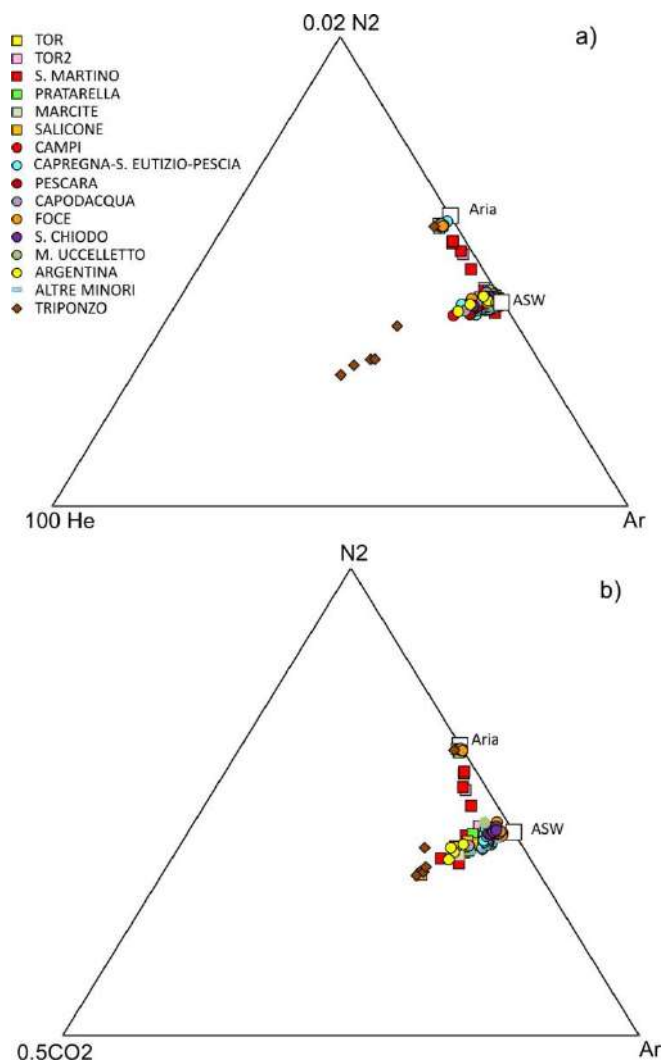 0.02 N2
a)
TOR
TOR2
S. MARTINO
PRATARELLA
MARCITE
SALICONE
CAMPI
CAPREGNA-S. EUTIZIO-PESCIA
PESCARA
CAPODACQUA
FOCE
S. CHIODO
M. UCCELLETTO
ARGENTINA
ALTRE MINORI
TRIPONZO
Aria
ASW
100 He
Ar
N2
b)
Aria
ASW
0.5CO2
Ar